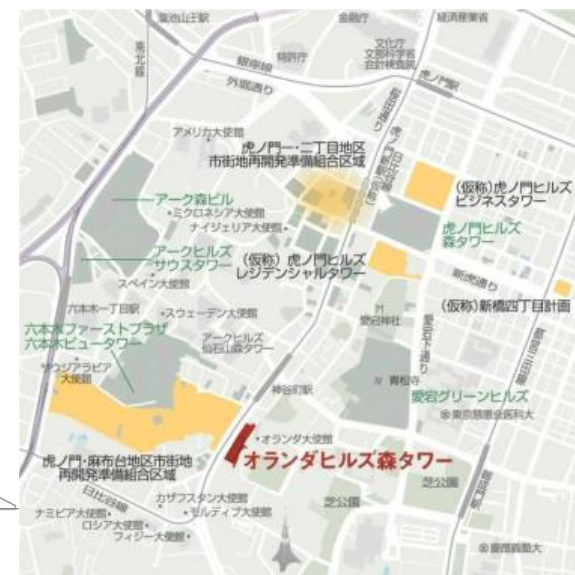 溜池山王駅
金融庁
経済産業省
南北線
特許庁
文化庁
文部科学省
会計検査院
銀座線
虎ノ門駅
外堀通り
桜田通り
アメリカ大使館
虎ノ門一・二丁目地区
市街地再開発準備組合区域
(仮称)虎ノ門ヒルズ
ビジネスタワー
アーク森ビル
ミクロネシア大使館
ナイジェリア大使館
虎ノ門ヒルズ
森タワー
アークヒルズ
サウスタワー
(仮称) 虎ノ門ヒルズ
レジデンシャルタワー
スペイン大使館
新虎通り
六本木一丁目駅
スウェーデン大使館
愛宕神社
愛宕下通り
(仮称)新橋四丁目計画
六本木ファーストプラザ
六本木ビュータワー
アークヒルズ
仙石山森タワー
サウジアラビア
大使館
神谷町駅
青松寺
愛宕グリーンヒルズ
東京慈恵会医科大
オランダ大使館
オランダヒルズ森タワー
虎ノ門・麻布台地区市街地
再開発準備組合区域
芝公園
日比谷線
カザフスタン大使館
ナミビア大使館
モルディブ大使館
ロシア大使館
フィジー大使館
芝公園
慶應義塾大